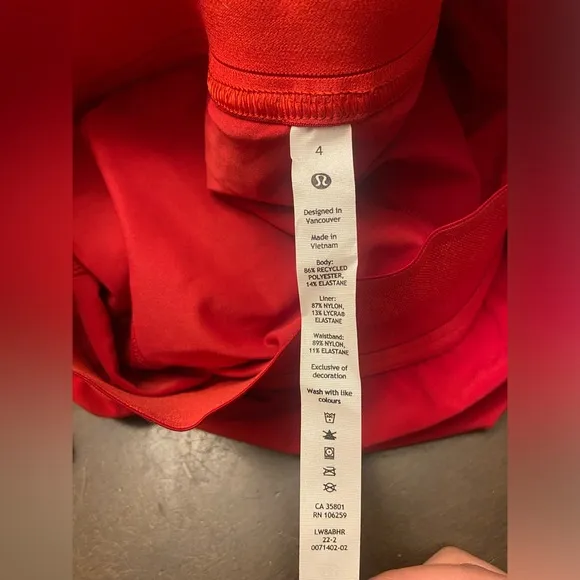 4
Designed in
Vancouver
Made in
Vietnam
Body:
86% RECYCLED
POLYESTER,
14% ELASTANE
Liner:
87% NYLON,
13% LYCRA®
ELASTANE
Waistband:
89% NYLON,
11% ELASTANE
Exclusive of
decoration
Wash with like
colours
CA 35801
RN 106259
LW8ABHR
22-2
0071402-02